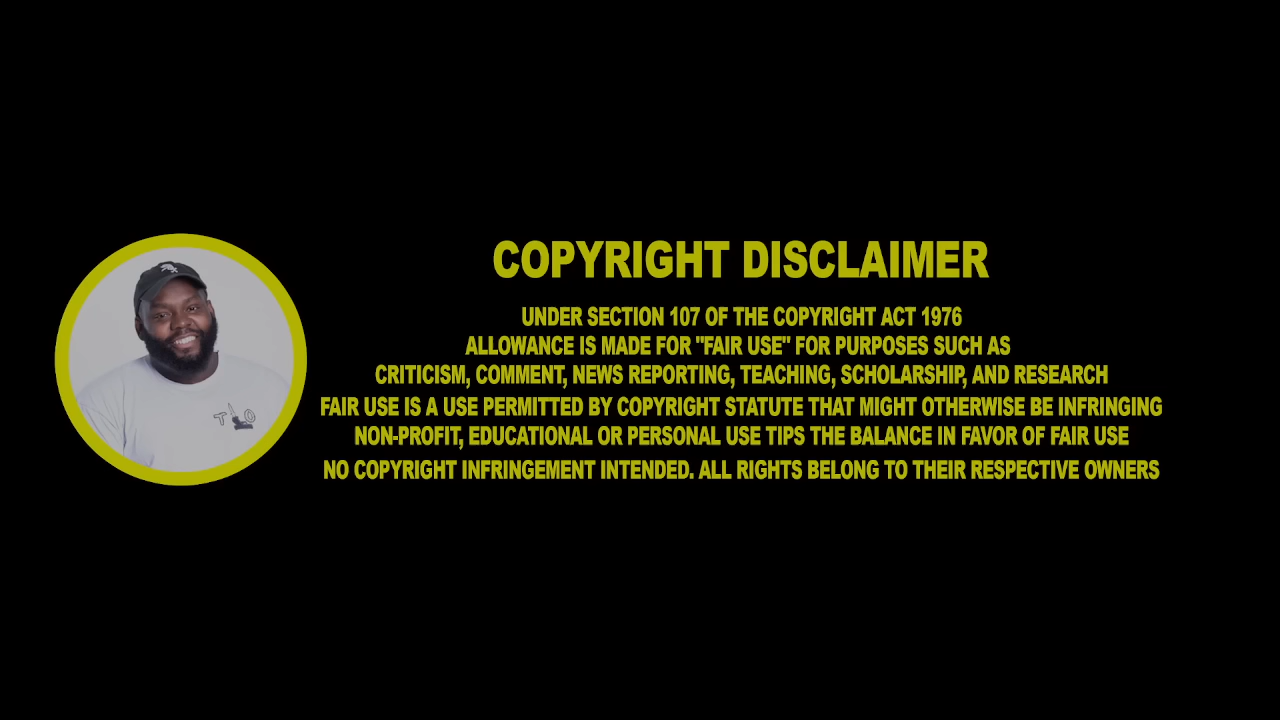 COPYRIGHT DISCLAIMER
UNDER SECTION 107 OF THE COPYRIGHT ACT 1976
ALLOWANCE IS MADE FOR "FAIR USE" FOR PURPOSES SUCH AS
CRITICISM, COMMENT, NEWS REPORTING, TEACHING, SCHOLARSHIP, AND RESEARCH
FAIR USE IS A USE PERMITTED BY COPYRIGHT STATUTE THAT MIGHT OTHERWISE BE INFRINGING
NON-PROFIT, EDUCATIONAL OR PERSONAL USE TIPS THE BALANCE IN FAVOR OF FAIR USE
NO COPYRIGHT INFRINGEMENT INTENDED. ALL RIGHTS BELONG TO THEIR RESPECTIVE OWNERS